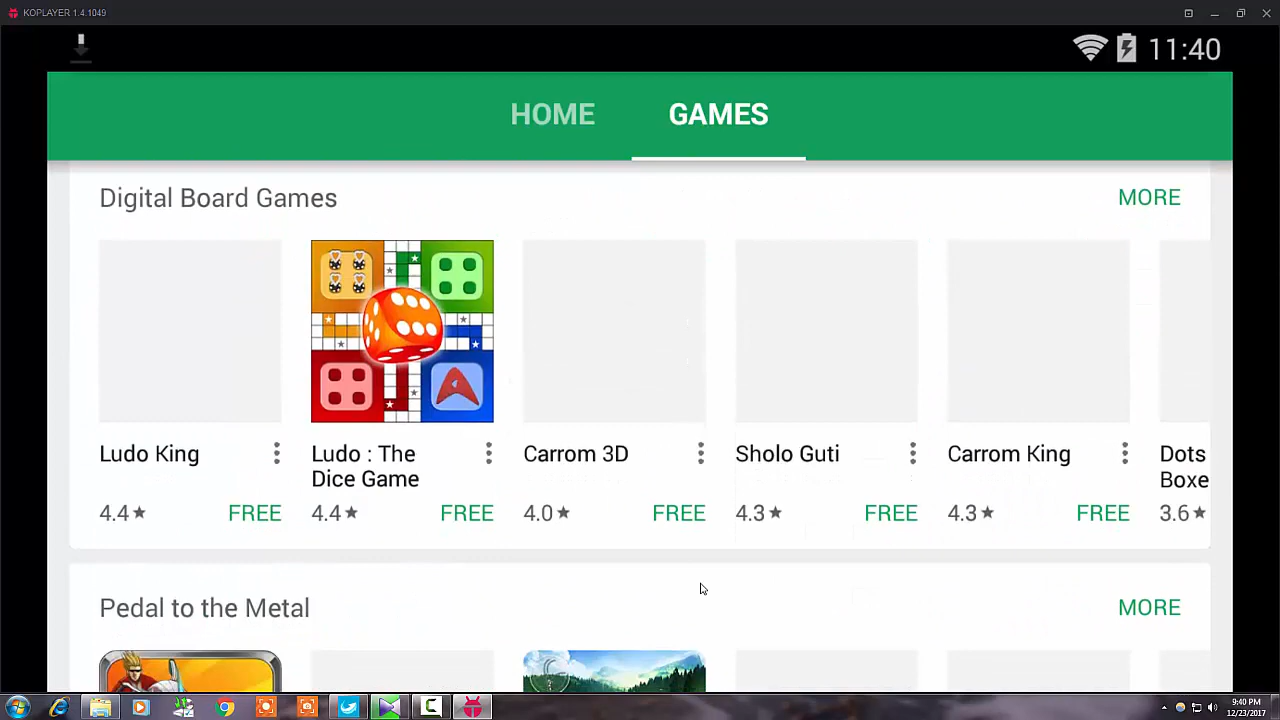 KOPLAYER 1.4.1049
11:40
HOME GAMES
Digital Board Games MORE
Ludo King
Ludo : The
Dice Game
Carrom 3D
Sholo Guti
Carrom King
Dots
Boxe
4.4★ FREE 4.4★ FREE 4.0★ FREE 4.3★ FREE 4.3★ FREE 3.6★
Pedal to the Metal MORE
9:40 PM
12/23/2017